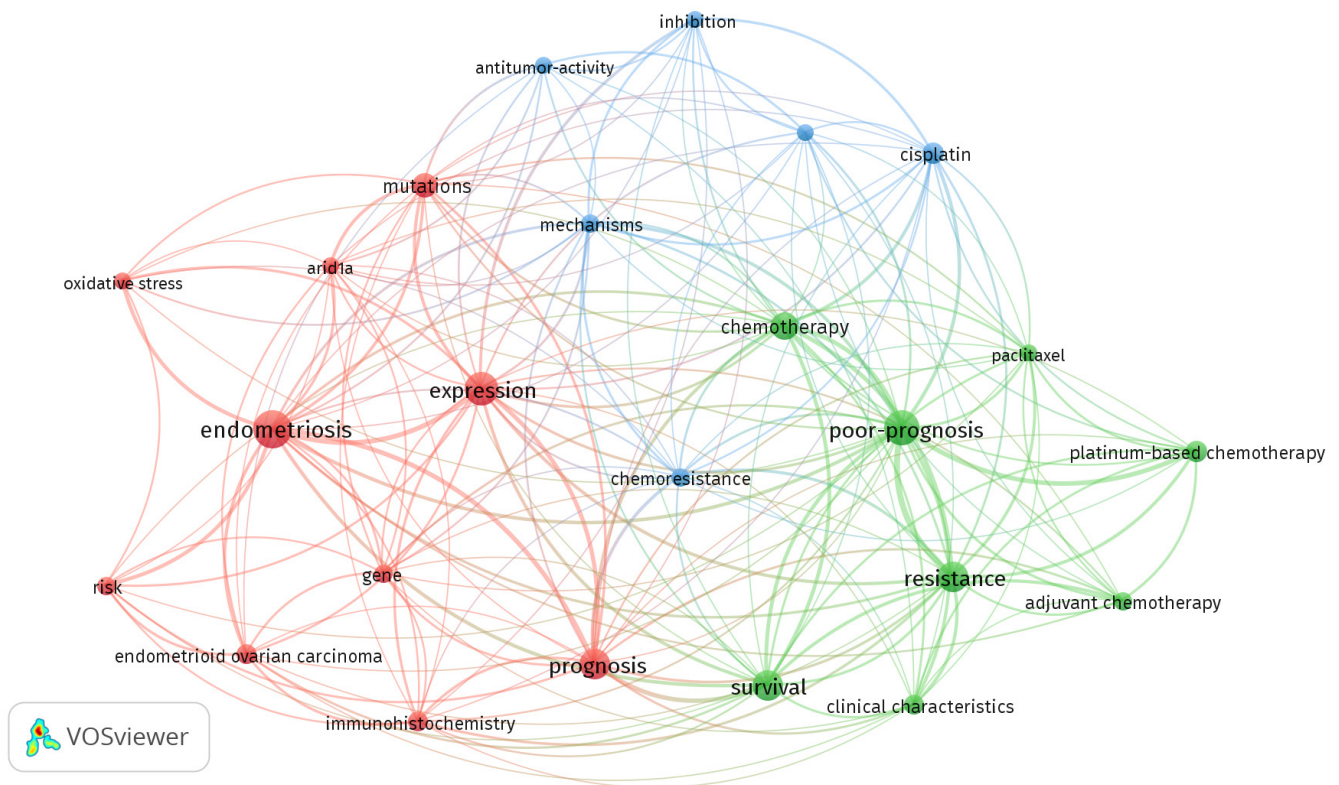 inhibition
antitumor-activity
cisplatin
mutations
mechanisms
arid1a
oxidative stress
chemotherapy
paclitaxel
expression
endometriosis
poor-prognosis
platinum-based chemotherapy
chemoresistance
gene
resistance
risk
adjuvant chemotherapy
endometrioid ovarian carcinoma
prognosis
survival
clinical characteristics
immunohistochemistry
VOSviewer